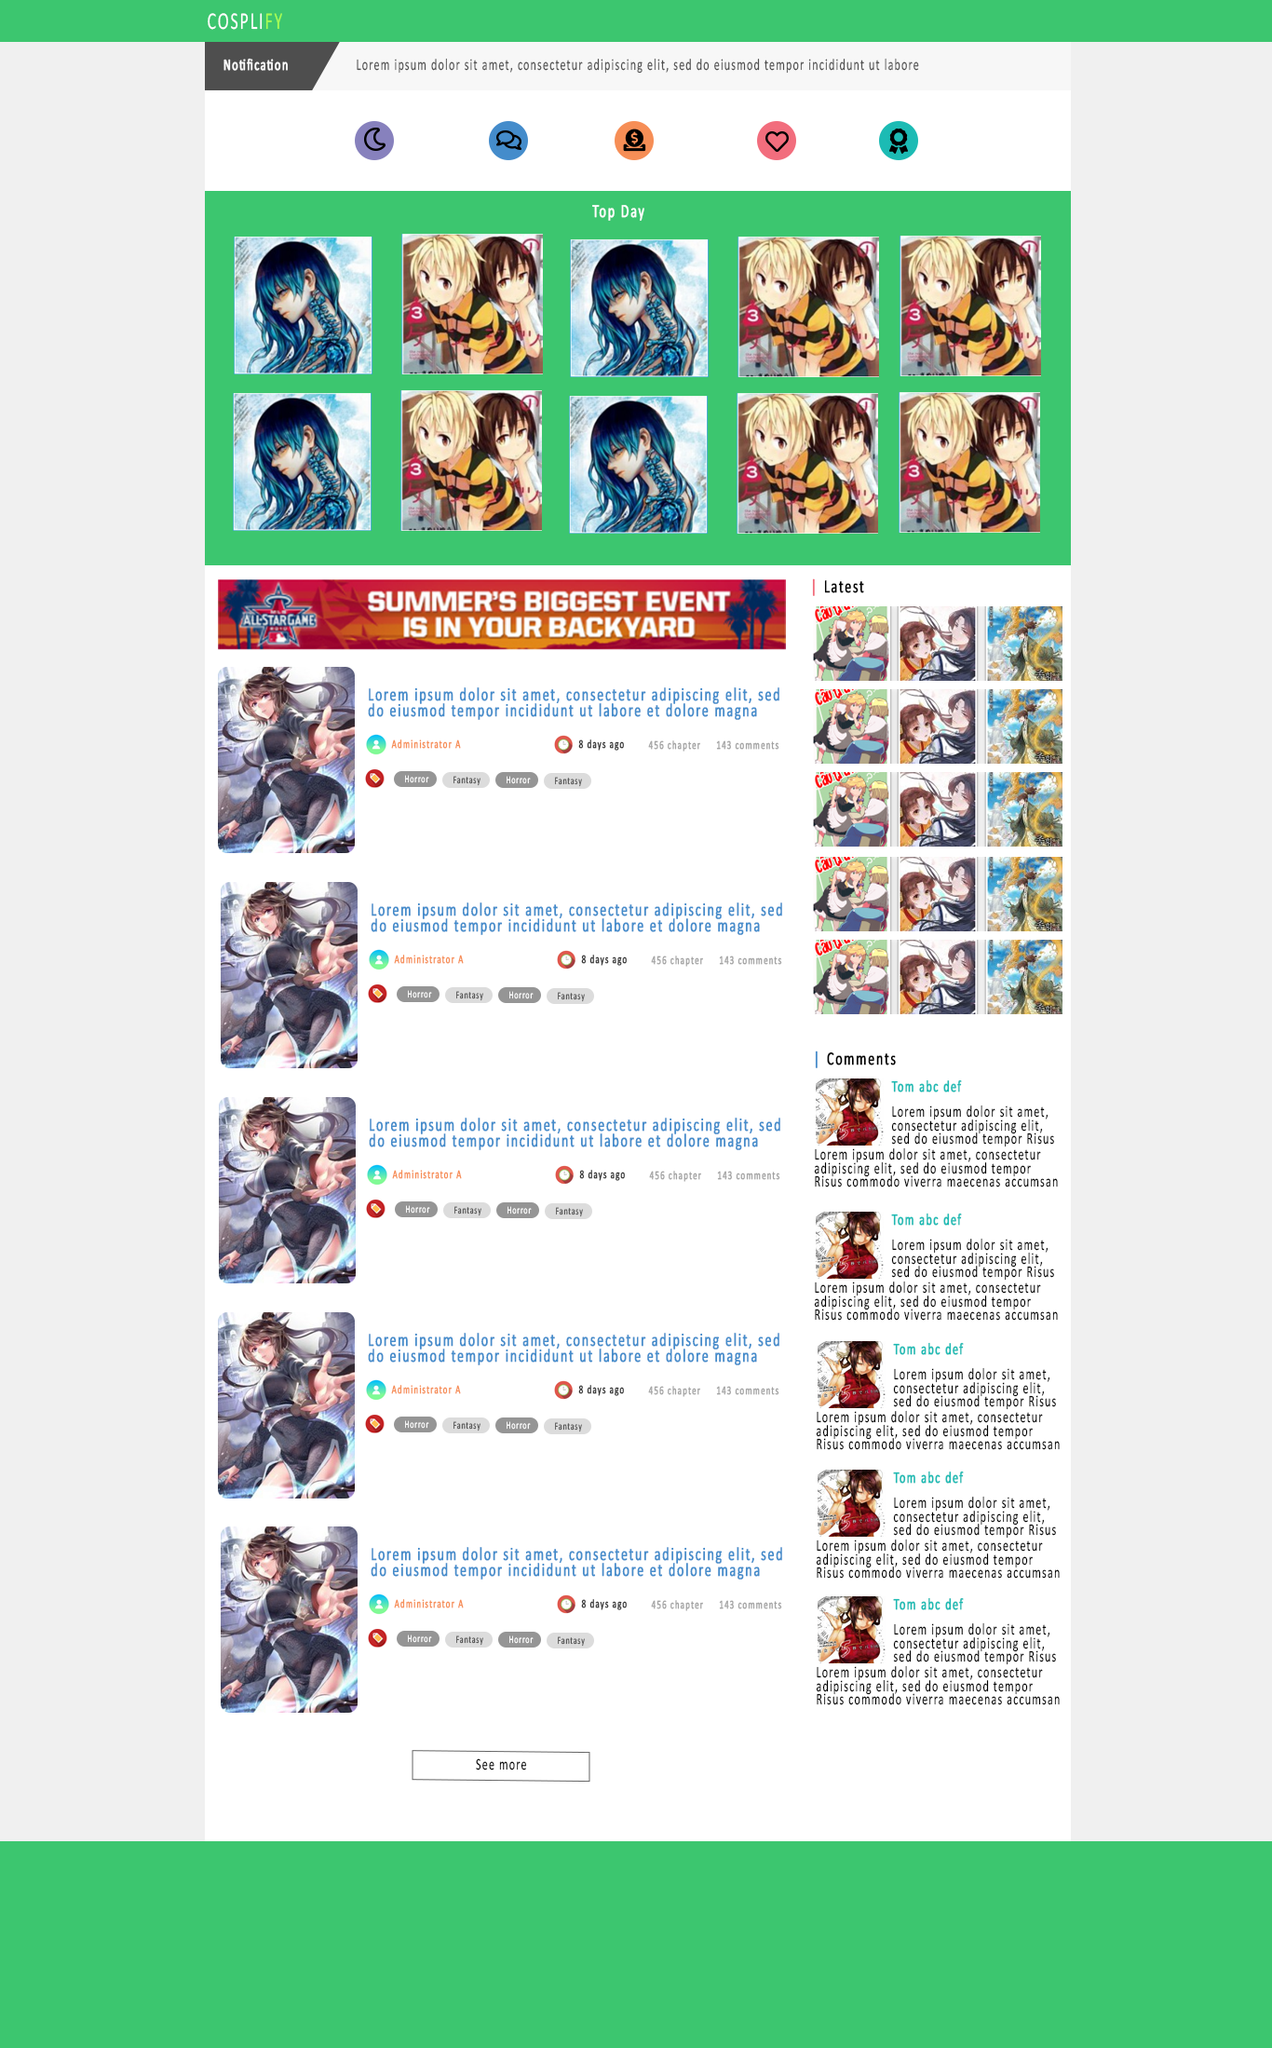 COSPLIFY
Notification
Lorem ipsum dolor sit amet, consectetur adipiscing elit, sed do eiusmod tempor incididunt ut labore
Top Day
3
3
3
3
3
3
ALL-STAR GAME
SUMMER'S BIGGEST EVENT
IS IN YOUR BACKYARD
Lorem ipsum dolor sit amet, consectetur adipiscing elit, sed
do eiusmod tempor incididunt ut labore et dolore magna
Administrator A
8 days ago
456 chapter
143 comments
Horror
Fantasy
Horror
Fantasy
Lorem ipsum dolor sit amet, consectetur adipiscing elit, sed
do eiusmod tempor incididunt ut labore et dolore magna
Administrator A
8 days ago
456 chapter
143 comments
Horror
Fantasy
Horror
Fantasy
Lorem ipsum dolor sit amet, consectetur adipiscing elit, sed
do eiusmod tempor incididunt ut labore et dolore magna
Administrator A
8 days ago
456 chapter
143 comments
Horror
Fantasy
Horror
Fantasy
Lorem ipsum dolor sit amet, consectetur adipiscing elit, sed
do eiusmod tempor incididunt ut labore et dolore magna
Administrator A
8 days ago
456 chapter
143 comments
Horror
Fantasy
Horror
Fantasy
Lorem ipsum dolor sit amet, consectetur adipiscing elit, sed
do eiusmod tempor incididunt ut labore et dolore magna
Administrator A
8 days ago
456 chapter
143 comments
Horror
Fantasy
Horror
Fantasy
See more
Latest
Comments
Tom abc def
Lorem ipsum dolor sit amet,
consectetur adipiscing elit,
sed do eiusmod tempor Risus
Lorem ipsum dolor sit amet, consectetur
adipiscing elit, sed do eiusmod tempor
Risus commodo viverra maecenas accumsan
Tom abc def
Lorem ipsum dolor sit amet,
consectetur adipiscing elit,
sed do eiusmod tempor Risus
Lorem ipsum dolor sit amet, consectetur
adipiscing elit, sed do eiusmod tempor
Risus commodo viverra maecenas accumsan
Tom abc def
Lorem ipsum dolor sit amet,
consectetur adipiscing elit,
sed do eiusmod tempor Risus
Lorem ipsum dolor sit amet, consectetur
adipiscing elit, sed do eiusmod tempor
Risus commodo viverra maecenas accumsan
Tom abc def
Lorem ipsum dolor sit amet,
consectetur adipiscing elit,
sed do eiusmod tempor Risus
Lorem ipsum dolor sit amet, consectetur
adipiscing elit, sed do eiusmod tempor
Risus commodo viverra maecenas accumsan
Tom abc def
Lorem ipsum dolor sit amet,
consectetur adipiscing elit,
sed do eiusmod tempor Risus
Lorem ipsum dolor sit amet, consectetur
adipiscing elit, sed do eiusmod tempor
Risus commodo viverra maecenas accumsan